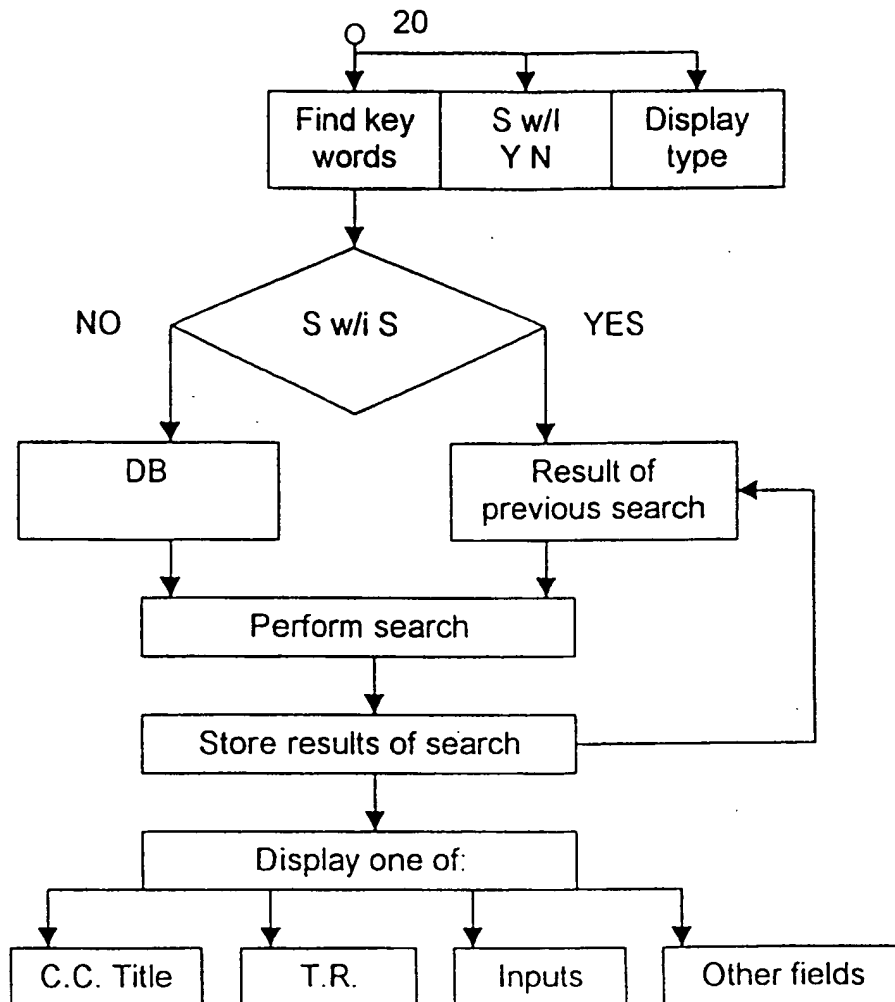 20
Find key
words
S w/I
Y N
Display
type
NO
S w/i S
YES
DB
Result of
previous search
Perform search
Store results of search
Display one of:
C.C. Title
T.R.
Inputs
Other fields